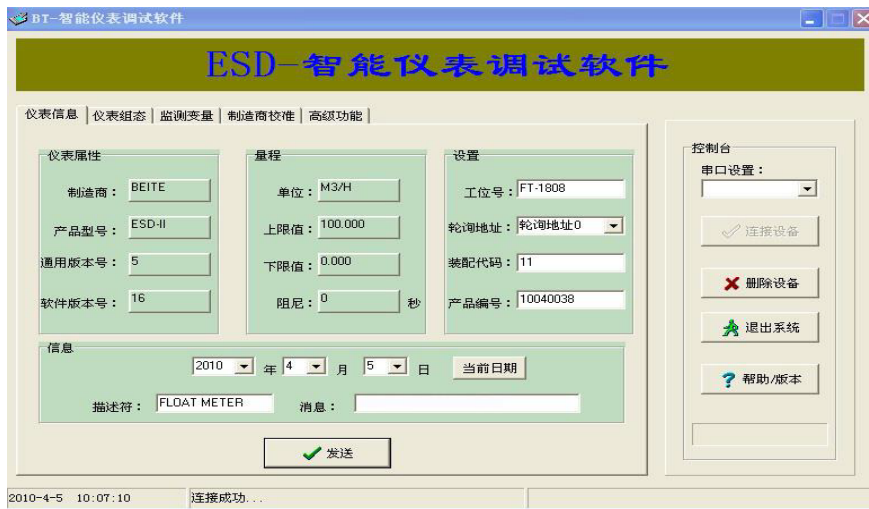 BT-智能仪表调试软件
ESD-智能仪表调试软件
仪表信息 仪表组态 监测变量 制造商校准 高级功能
仪表属性
制造商： BEITE
产品型号： ESD-II
通用版本号： 5
软件版本号： 16
量程
单位： M3/H
上限值： 100.000
下限值： 0.000
阻尼： 0 秒
设置
工位号： FT-1808
轮询地址： 轮询地址0
装配代码： 11
产品编号： 10040038
信息
2010 年 4 月 5 日 当前日期
描述符： FLOAT METER 消息：
发送
控制台
串口设置：
连接设备
删除设备
退出系统
帮助/版本
2010-4-5 10:07:10 连接成功...